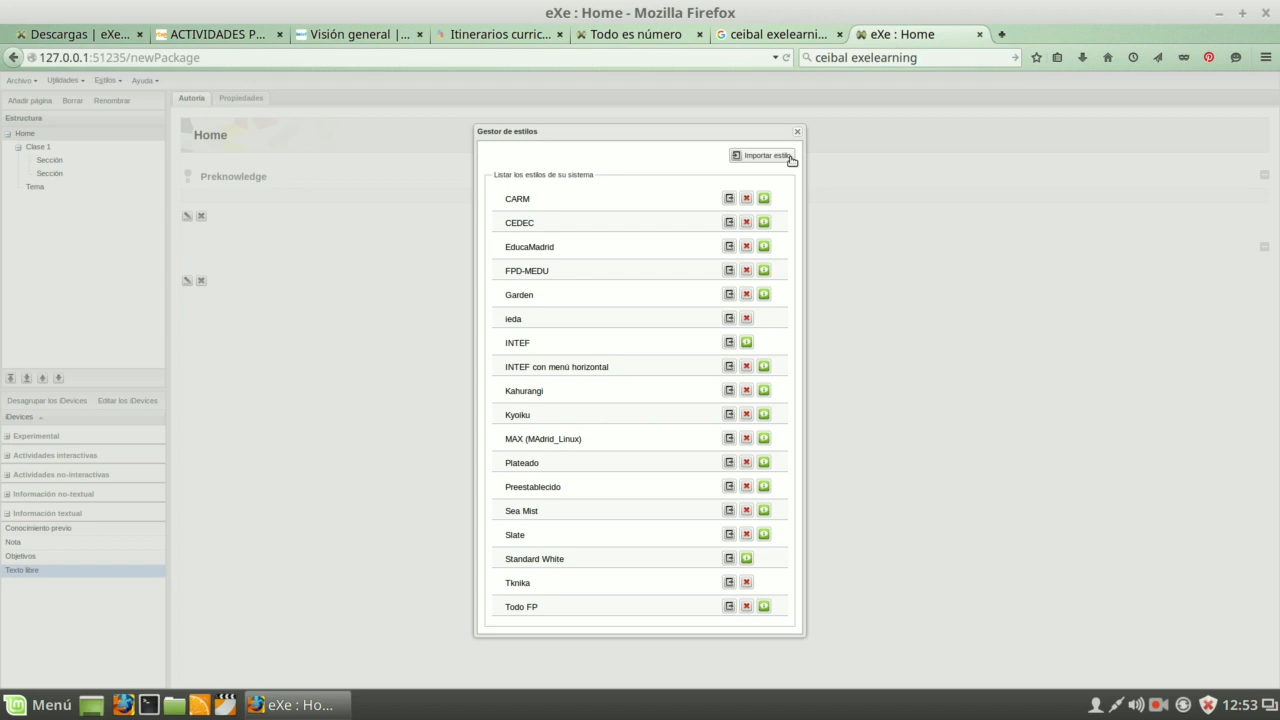 eXe : Home - Mozilla Firefox
Descargas | eXe...
ACTIVIDADES P...
Visión general |...
Itinerarios curric...
Todo es número
ceibal exelearni...
eXe : Home
127.0.0.1:51235/newPackage
ceibal exelearning
Archivo
Utilidades
Estilos
Ayuda
Añadir página
Borrar
Renombrar
Autoría
Propiedades
Estructura
Home
Clase 1
Sección
Sección
Tema
Home
Preknowledge
Desagrupar los iDevices
Editar los iDevices
iDevices
Experimental
Actividades interactivas
Actividades no-interactivas
Información no-textual
Información textual
Conocimiento previo
Nota
Objetivos
Texto libre
Gestor de estilos
Importar estilo
Listar los estilos de su sistema
CARM
CEDEC
EducaMadrid
FPD-MEDU
Garden
ieda
INTEF
INTEF con menú horizontal
Kahurangi
Kyoiku
MAX (MAdrid_Linux)
Plateado
Preestablecido
Sea Mist
Slate
Standard White
Tknika
Todo FP
Menú
eXe : Ho...
12:53